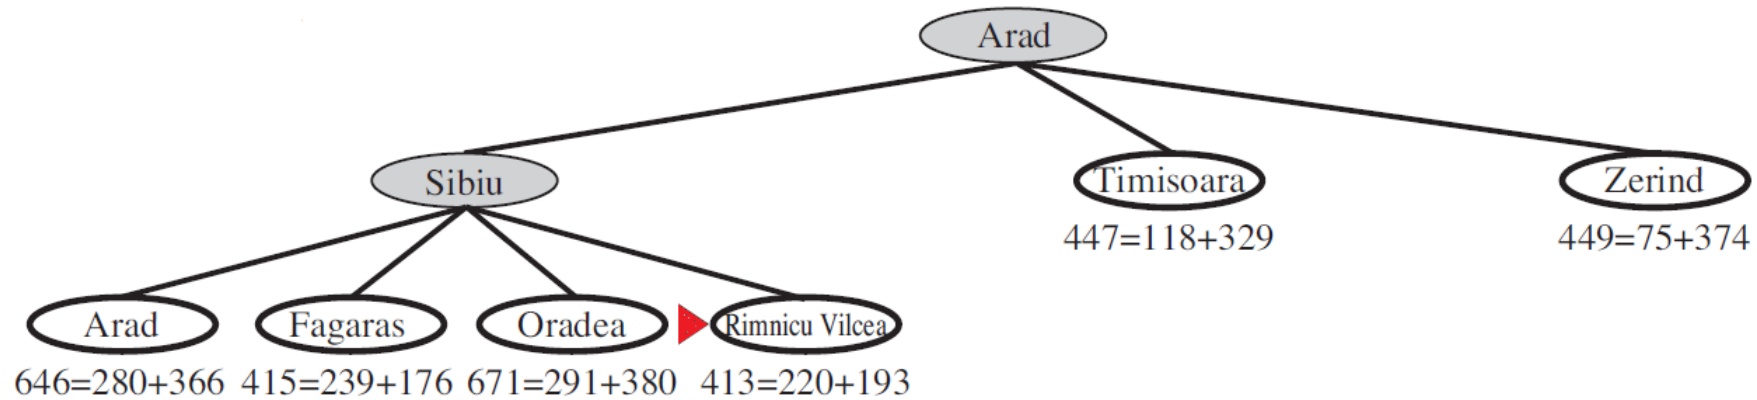 Arad
Sibiu
Timisoara
Zerind
447=118+329
449=75+374
Arad
Fagaras
Oradea
Rimnicu Vilcea
646=280+366
415=239+176
671=291+380
413=220+193